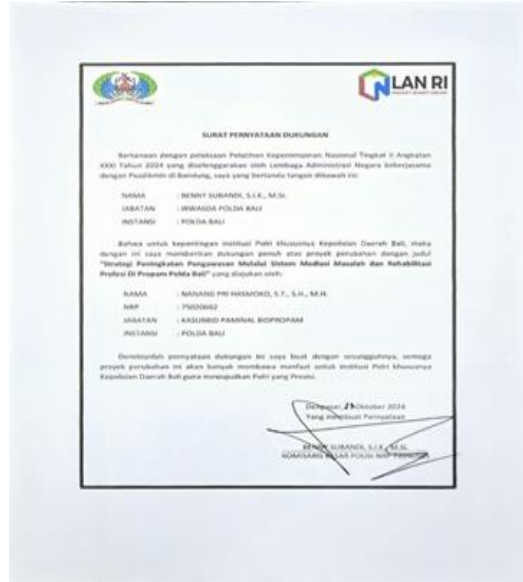 LAN RI
SURAT PERNYATAAN DUKUNGAN
Bertanaan dengan pelaksaan Pelatihan Kepemimpinan Nasional Tingkat II Angkatan
XXXI Tahun 2024 yang diselenggarakan oleh Lembaga Administrasi Negara bekerjasama
dengan di Bandung, saya yang bertanda tangan dibawah ini:
NAMA : BENNY SUBANDI, S.I.K., M.Si.
JABATAN : IRWASDA POLDA BALI
INSTANSI : POLDA BALI
Bahwa untuk kepentingan institusi Polri khususnya Kepolisian Daerah Bali, maka
dengan ini saya memberikan dukungan penuh atas proyek perubahan dengan judul
"Strategi Peningkatan Pengawasan Melalui Sistem Mediasi Masalah dan Rehabilitasi
Profesi Di Propam Polda Bali" yang diajukan oleh:
NAMA : NANANG PRI HASMOKO, S.T., S.H., M.H.
NRP : 75020662
JABATAN : KASUBBID PAMINAL BIDPROPAM
INSTANSI : POLDA BALI
Demikianlah pernyataan dukungan ini saya buat dengan sesungguhnya, semoga
proyek perubahan ini akan banyak membawa manfaat untuk institusi Polri khususnya
Kepolisian Daerah Bali guna mewujudkan Polri yang Presisi.
Denpasar, Oktober 2024
Yang membuat Pernyataan
BENNY SUBANDI, S.I.K., M.Si.
KOMISARIS BESAR POLISI NRP